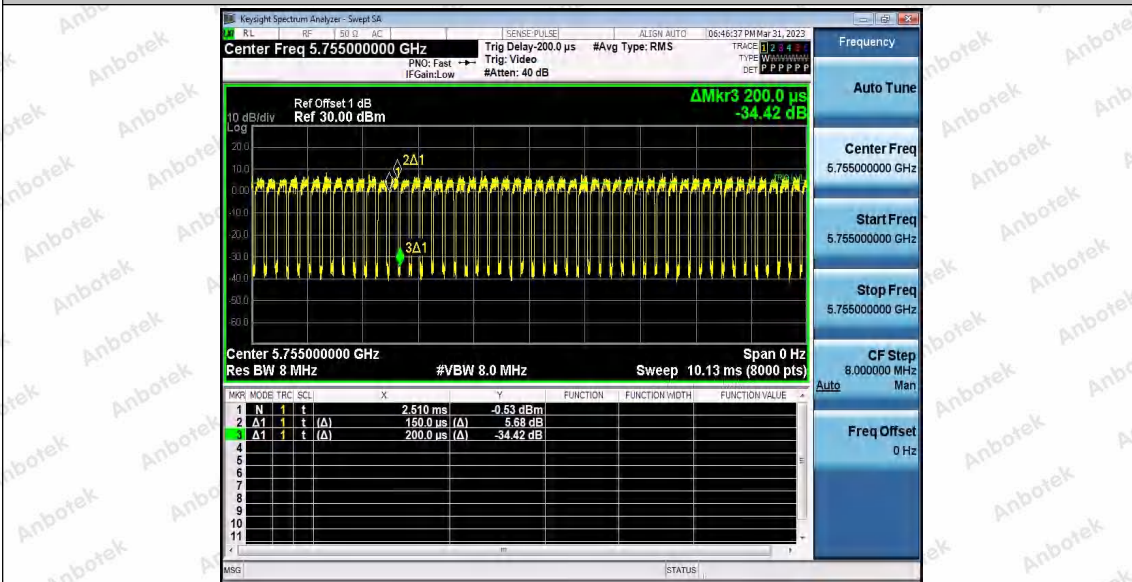 Keysight Spectrum Analyzer - Swept SA
RL RF 50 Ω AC SENSE:PULSE ALIGN AUTO 06:46:37 PM Mar 31, 2023
Center Freq 5.755000000 GHz
PNO: Fast
IFGain:Low
Trig Delay-200.0 µs
Trig: Video
#Atten: 40 dB
#Avg Type: RMS
TRACE 1 2 3 4 5 6
TYPE WWWWWW
DET P P P P P P
ΔMkr3 200.0 µs
-34.42 dB
Ref Offset 1 dB
10 dB/div Ref 30.00 dBm
Log
20.0
10.0
0.00
-10.0
-20.0
-30.0
-40.0
-50.0
-60.0
2Δ1
3Δ1
Center 5.755000000 GHz Span 0 Hz
Res BW 8 MHz #VBW 8.0 MHz Sweep 10.13 ms (8000 pts)
MKR MODE TRC SCL X Y FUNCTION FUNCTION WIDTH FUNCTION VALUE
1 N 1 t 2.510 ms -0.53 dBm
2 Δ1 1 t (Δ) 150.0 µs (Δ) 5.68 dB
3 Δ1 1 t (Δ) 200.0 µs (Δ) -34.42 dB
4
5
6
7
8
9
10
11
MSG STATUS
Frequency
Auto Tune
Center Freq
5.755000000 GHz
Start Freq
5.755000000 GHz
Stop Freq
5.755000000 GHz
CF Step
8.000000 MHz
Auto Man
Freq Offset
0 Hz
Anbotek